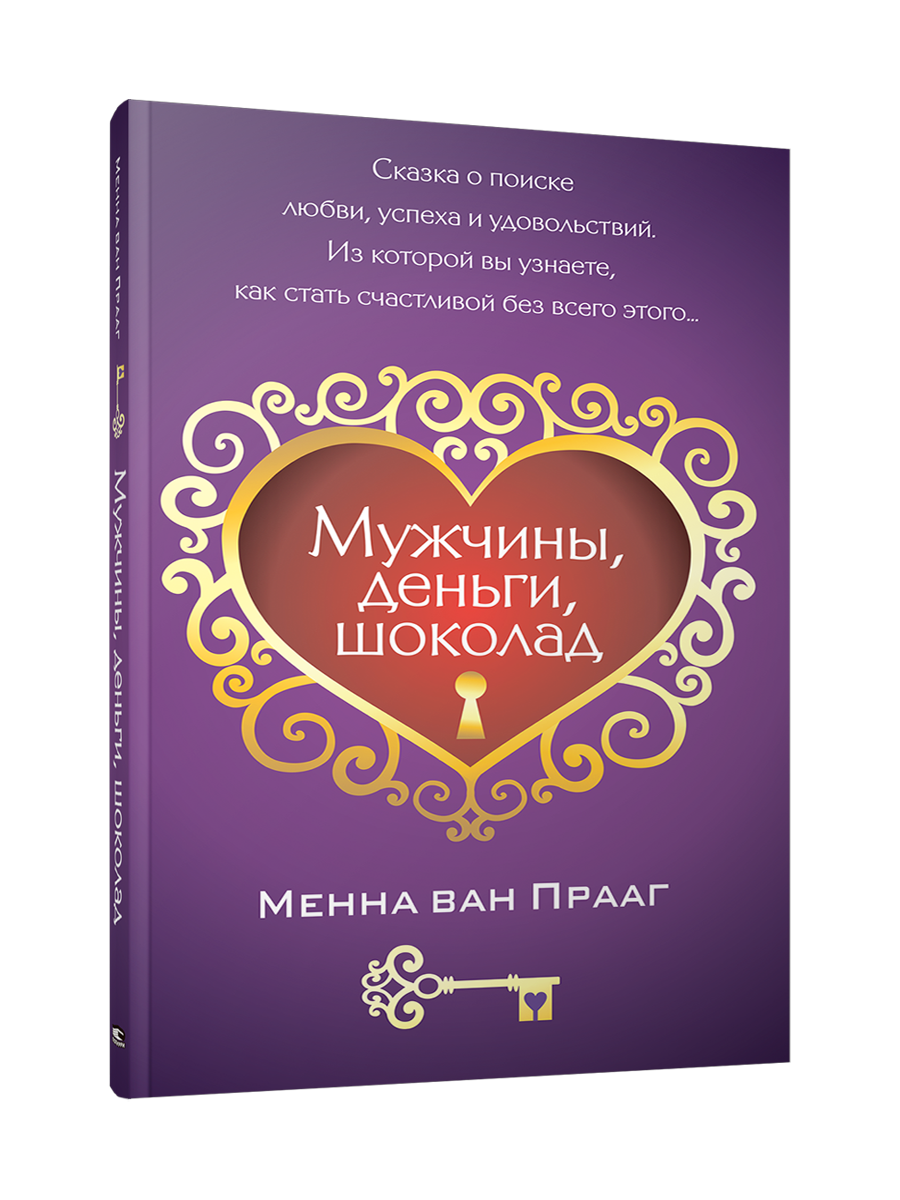 Сказка о поиске
любви, успеха и удовольствий.
Из которой вы узнаете,
как стать счастливой без всего этого...
Мужчины,
деньги,
шоколад
Менна ван Прааг
Менна ван Прааг
Мужчины, деньги, шоколад